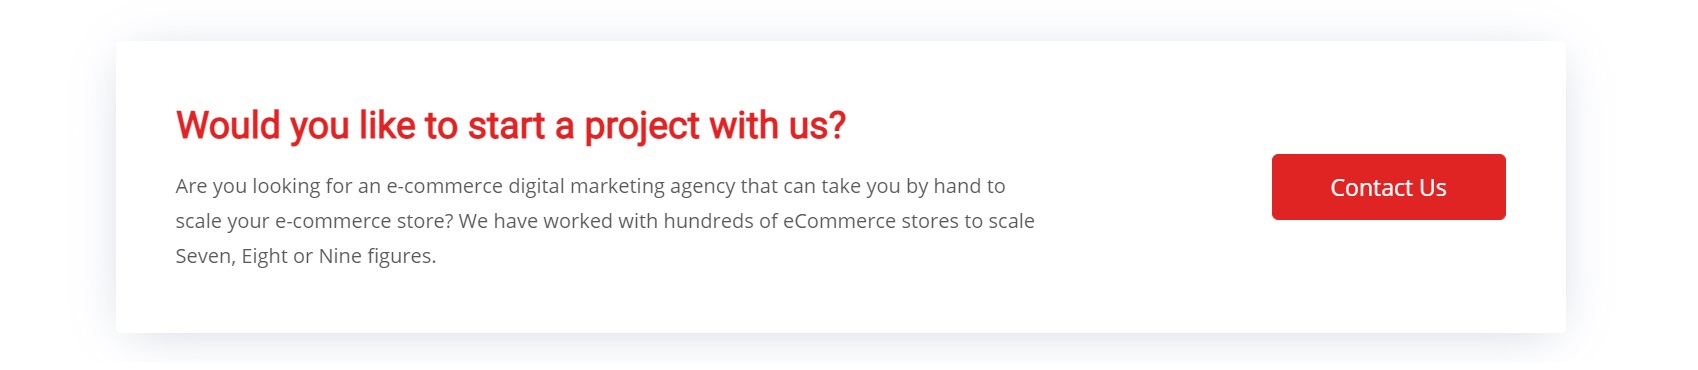 Would you like to start a project with us?
Are you looking for an e-commerce digital marketing agency that can take you by hand to
scale your e-commerce store? We have worked with hundreds of eCommerce stores to scale
Seven, Eight or Nine figures.
Contact Us